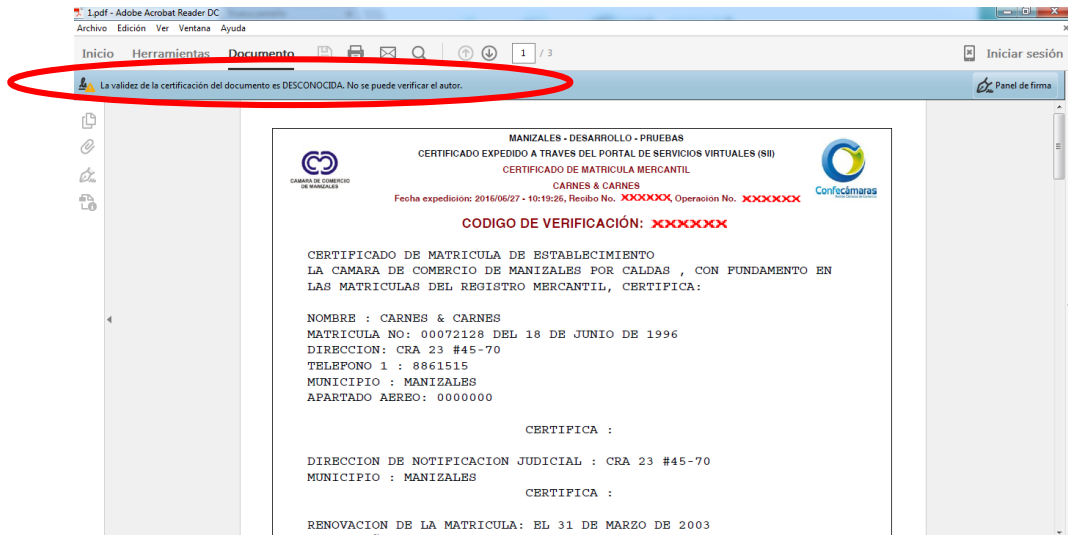 1.pdf - Adobe Acrobat Reader DC
Archivo Edición Ver Ventana Ayuda
Inicio Herramientas Documento 1 / 3 Iniciar sesión
La validez de la certificación del documento es DESCONOCIDA. No se puede verificar el autor. Panel de firma
MANIZALES - DESARROLLO - PRUEBAS
CERTIFICADO EXPEDIDO A TRAVES DEL PORTAL DE SERVICIOS VIRTUALES (SII)
CERTIFICADO DE MATRICULA MERCANTIL
CAMARA DE COMERCIO
DE MANIZALES
CARNES & CARNES
Confecámaras
Fecha expedición: 2016/06/27 - 10:19:26, Recibo No. XXXXXX, Operación No. XXXXXXX
CODIGO DE VERIFICACIÓN: XXXXXXX
CERTIFICADO DE MATRICULA DE ESTABLECIMIENTO
LA CAMARA DE COMERCIO DE MANIZALES POR CALDAS , CON FUNDAMENTO EN
LAS MATRICULAS DEL REGISTRO MERCANTIL, CERTIFICA:
NOMBRE : CARNES & CARNES
MATRICULA NO: 00072128 DEL 18 DE JUNIO DE 1996
DIRECCION: CRA 23 #45-70
TELEFONO 1 : 8861515
MUNICIPIO : MANIZALES
APARTADO AEREO: 0000000
CERTIFICA :
DIRECCION DE NOTIFICACION JUDICIAL : CRA 23 #45-70
MUNICIPIO : MANIZALES
CERTIFICA :
RENOVACION DE LA MATRICULA: EL 31 DE MARZO DE 2003